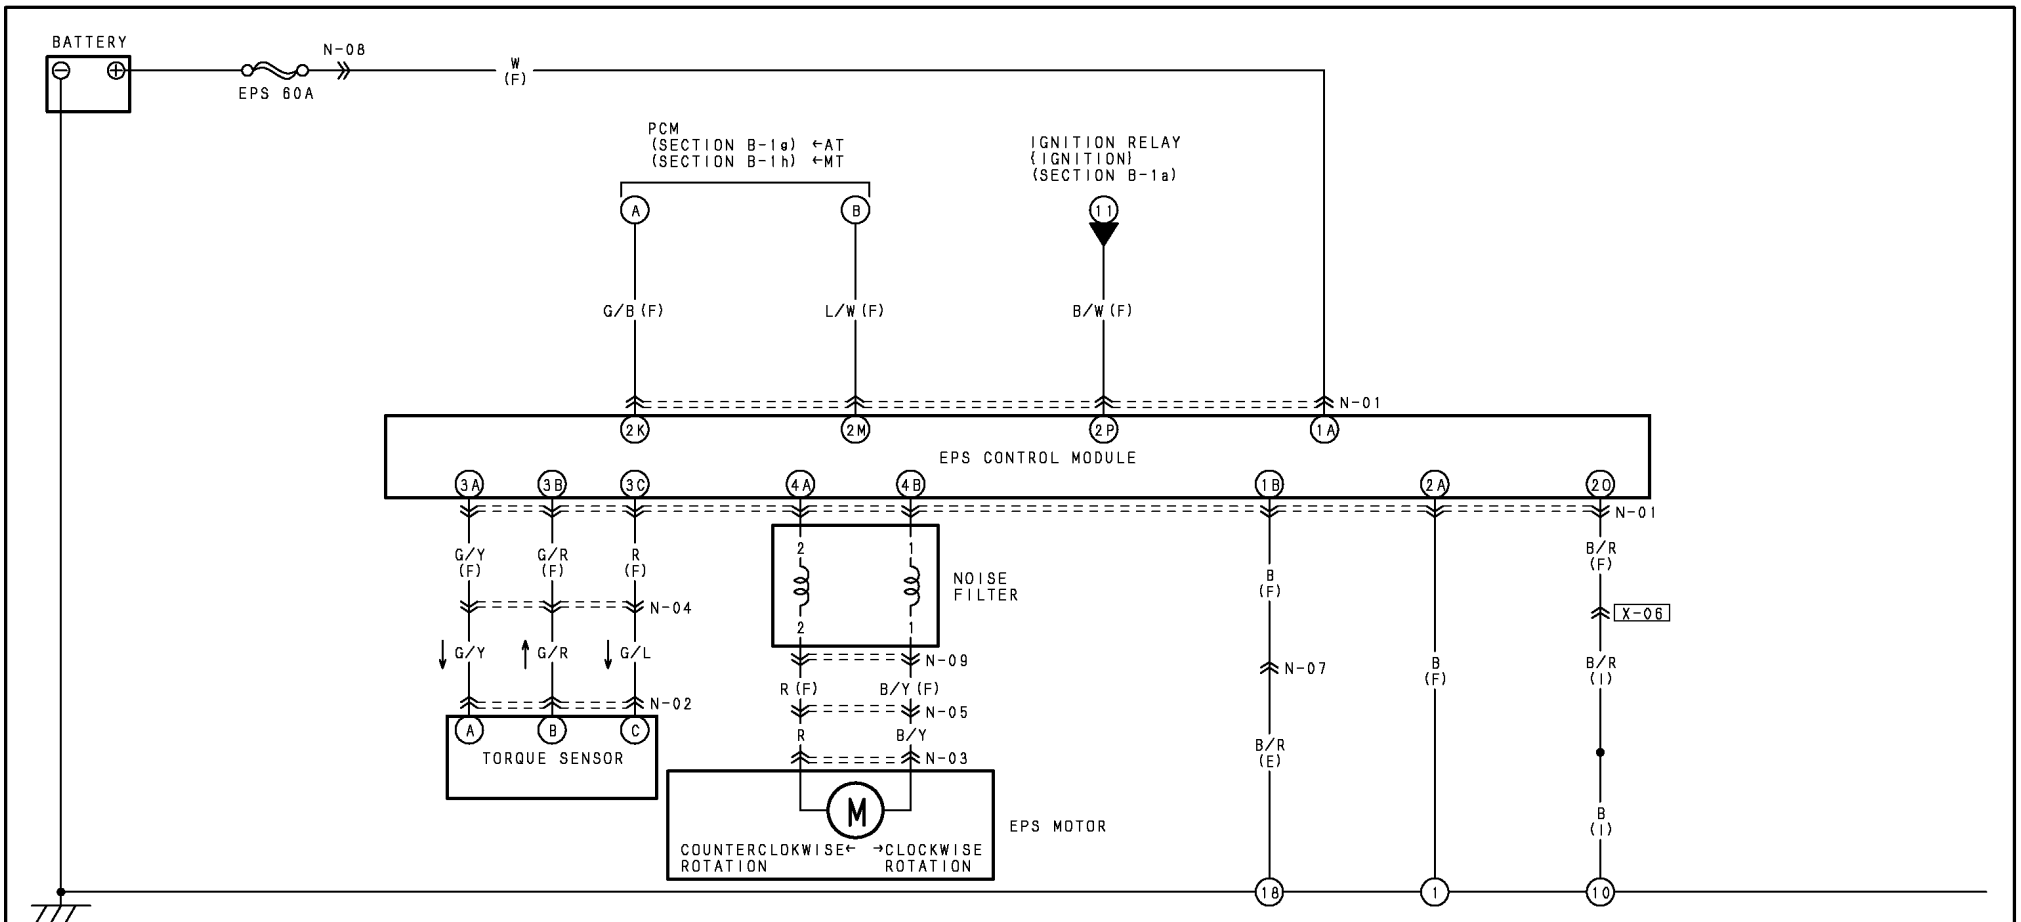 BATTERY
N-08
EPS 60A
W
(F)
PCM
(SECTION B-1e) ←AT
(SECTION B-1h) ←MT
IGNITION RELAY
{IGNITION}
(SECTION B-1a)
A
B
11
G/B(F)
L/W(F)
B/W(F)
N-01
2K
2M
2P
1A
EPS CONTROL MODULE
3A
3B
3C
4A
4B
1B
2A
2O
N-01
G/Y
(F)
G/R
(F)
R
(F)
2
1
NOISE
FILTER
2
1
B
(F)
B/R
(F)
N-04
X-06
G/Y
G/R
G/L
N-09
N-07
B
(F)
B/R
(I)
R(F)
B/Y(F)
N-02
N-05
A
B
C
TORQUE SENSOR
R
B/Y
N-03
B/R
(E)
M
EPS MOTOR
B
(I)
COUNTERCLOKWISE←
ROTATION
→CLOCKWISE
ROTATION
18
1
10